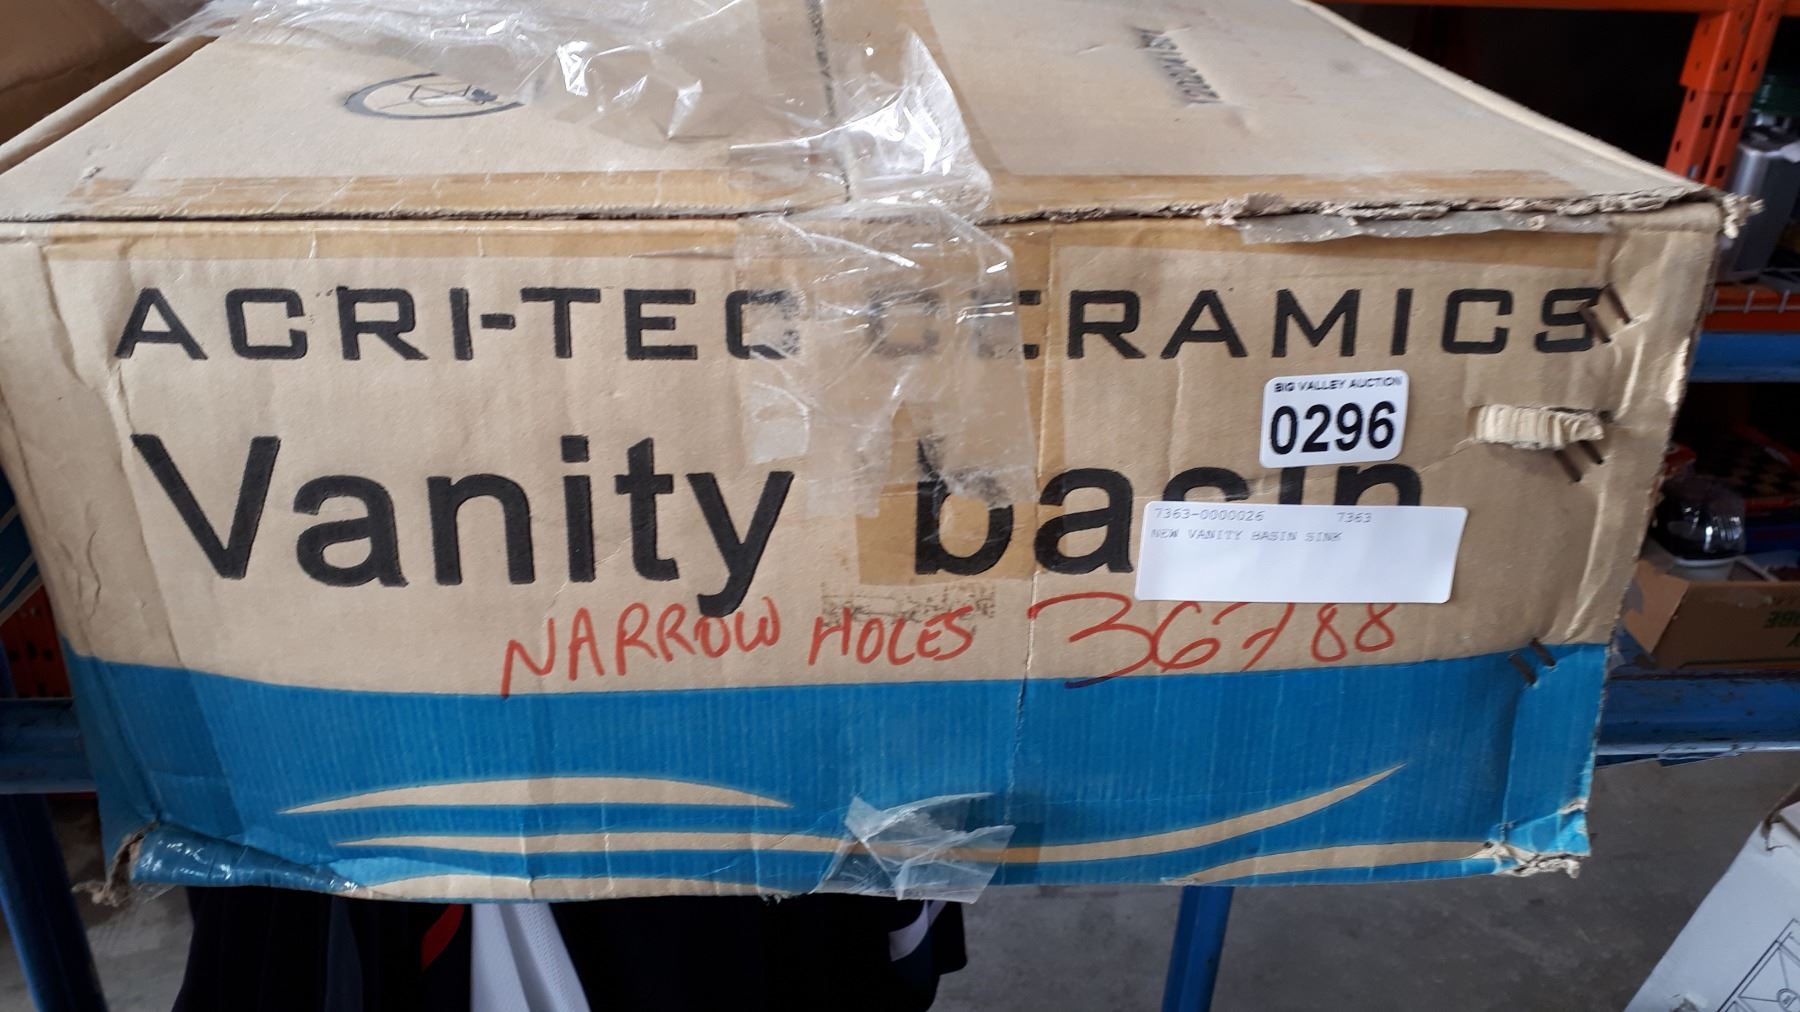 ACRI-TEC CERAMICS
BIG VALLEY AUCTION
0296
Vanity basin
7363-0000026 7363
NEW VANITY BASIN SINK
NARROW HOLES 36788